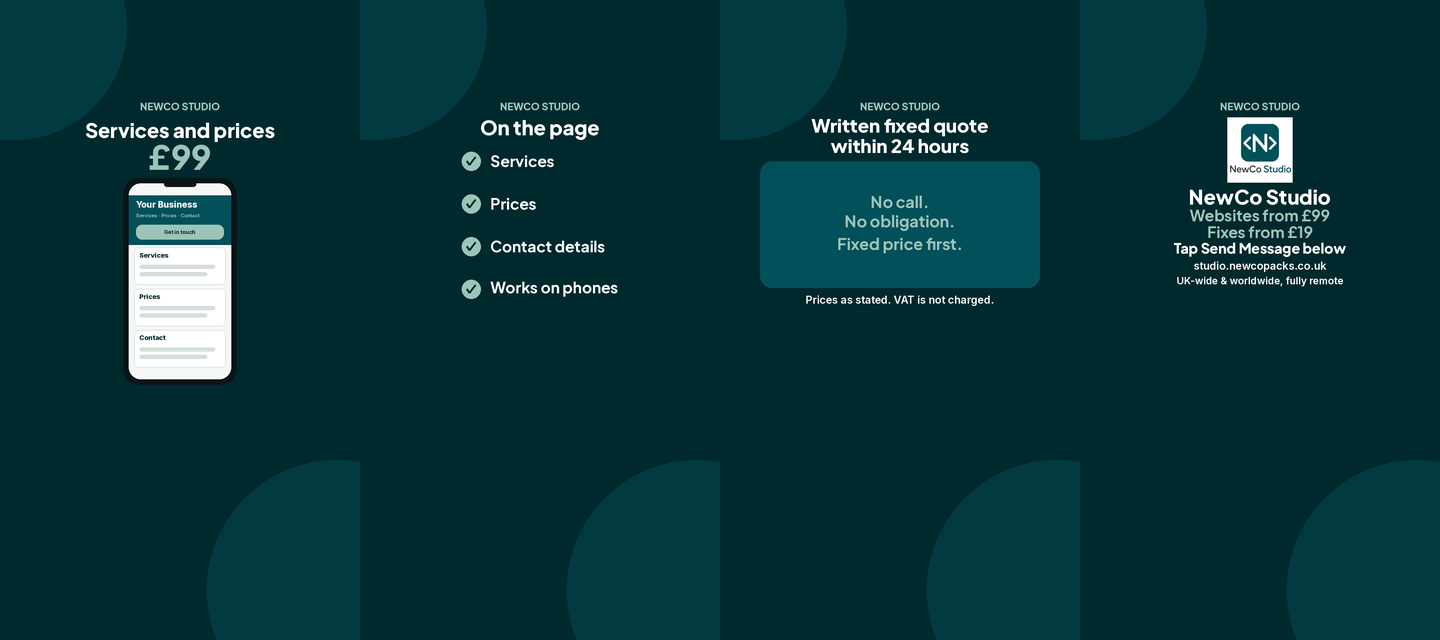 NEWCO STUDIO
Services and prices
£99
Your Business
Services · Prices · Contact
Get in touch
Services
Prices
Contact
NEWCO STUDIO
On the page
Services
Prices
Contact details
Works on phones
NEWCO STUDIO
Written fixed quote
within 24 hours
No call.
No obligation.
Fixed price first.
Prices as stated. VAT is not charged.
NEWCO STUDIO
<N>
NewCo Studio
NewCo Studio
Websites from £99
Fixes from £19
Tap Send Message below
studio.newcopacks.co.uk
UK-wide & worldwide, fully remote